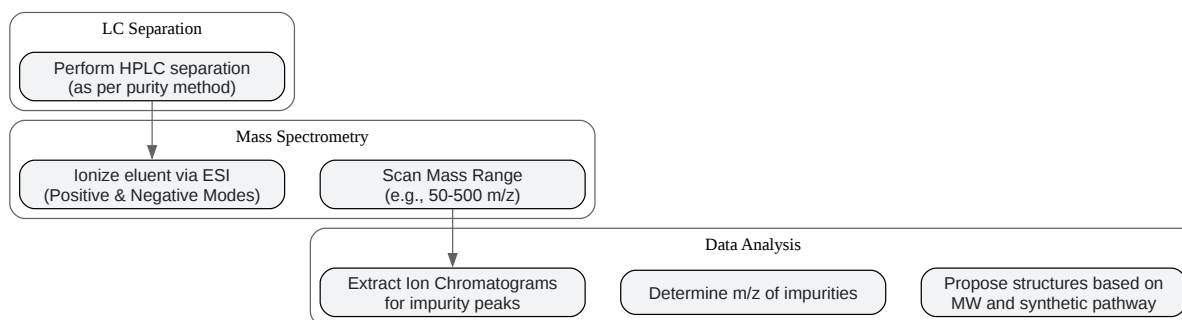 LC Separation
Perform HPLC separation
(as per purity method)
Mass Spectrometry
Ionize eluent via ESI
(Positive & Negative Modes)
Scan Mass Range
(e.g., 50-500 m/z)
Data Analysis
Extract Ion Chromatograms
for impurity peaks
Determine m/z of impurities
Propose structures based on
MW and synthetic pathway